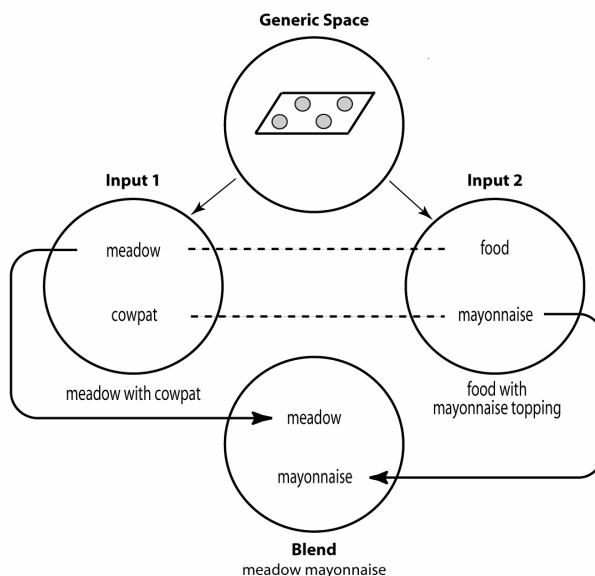 Generic Space
Input 1
Input 2
meadow
food
cowpat
mayonnaise
meadow with cowpat
food with
mayonnaise topping
meadow
mayonnaise
Blend
meadow mayonnaise